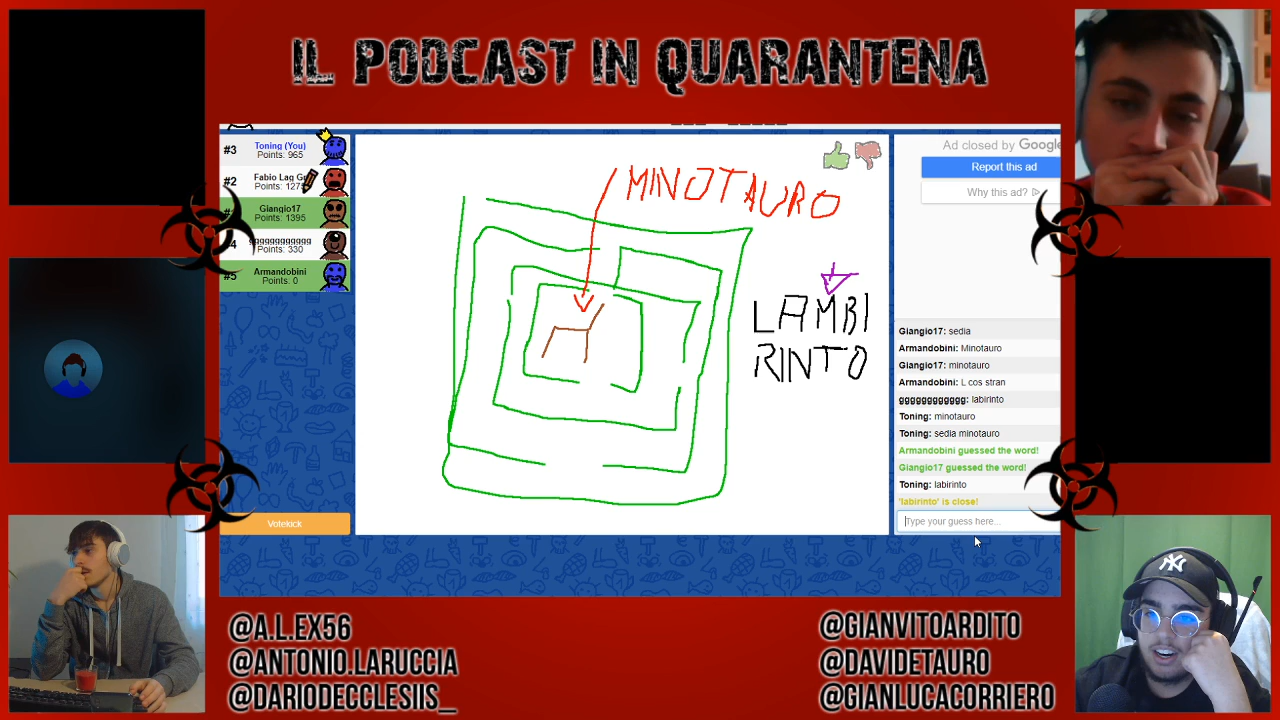 IL PODCAST IN QUARANTENA
#3 Toning (You)
Points: 965
#2 Fabio Lag
Giangio17
Points: 1395
ggggggggggg
Points: 330
#5 Armandobini
Points: 0
Votekick
MINOTAURO
LAMBI
RINTO
Ad closed by Google
Report this ad
Why this ad?
Giangio17: sedia
Armandobini: Minotauro
Giangio17: minotauro
Armandobini: L cos stran
gggggggggggg: labirinto
Toning: minotauro
Toning: sedia minotauro
Armandobini guessed the word!
Giangio17 guessed the word!
Toning: labirinto
'labirinto' is close!
Type your guess here...
@A.L.EX56
@ANTONIO.LARUCCIA
@DARIODECCLESIIS_
@GIANVITOARDITO
@DAVIDETAURO
@GIANLUCACORRIERO
NY